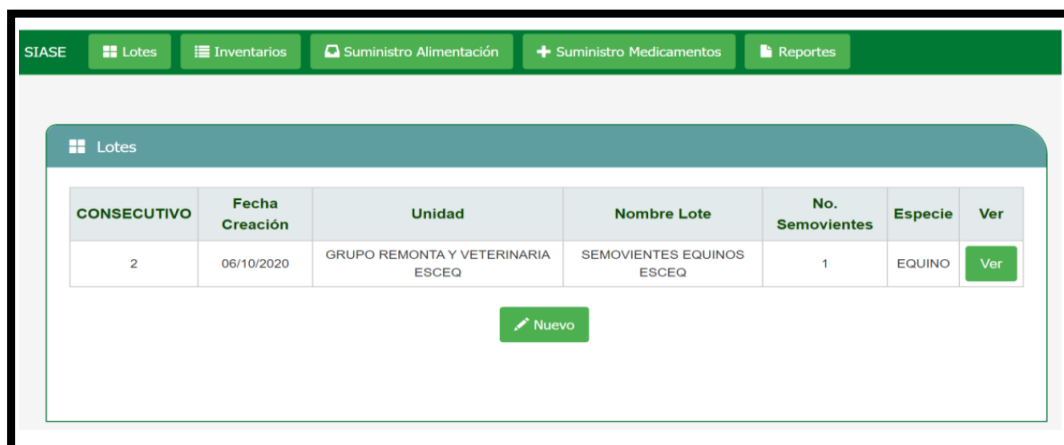 SIASE Lotes Inventarios Suministro Alimentación Suministro Medicamentos Reportes
Lotes
CONSECUTIVO
Fecha
Creación
Unidad
Nombre Lote
No.
Semovientes
Especie
Ver
2
06/10/2020
GRUPO REMONTA Y VETERINARIA
ESCEQ
SEMOVIENTES EQUINOS
ESCEQ
1
EQUINO
Ver
Nuevo